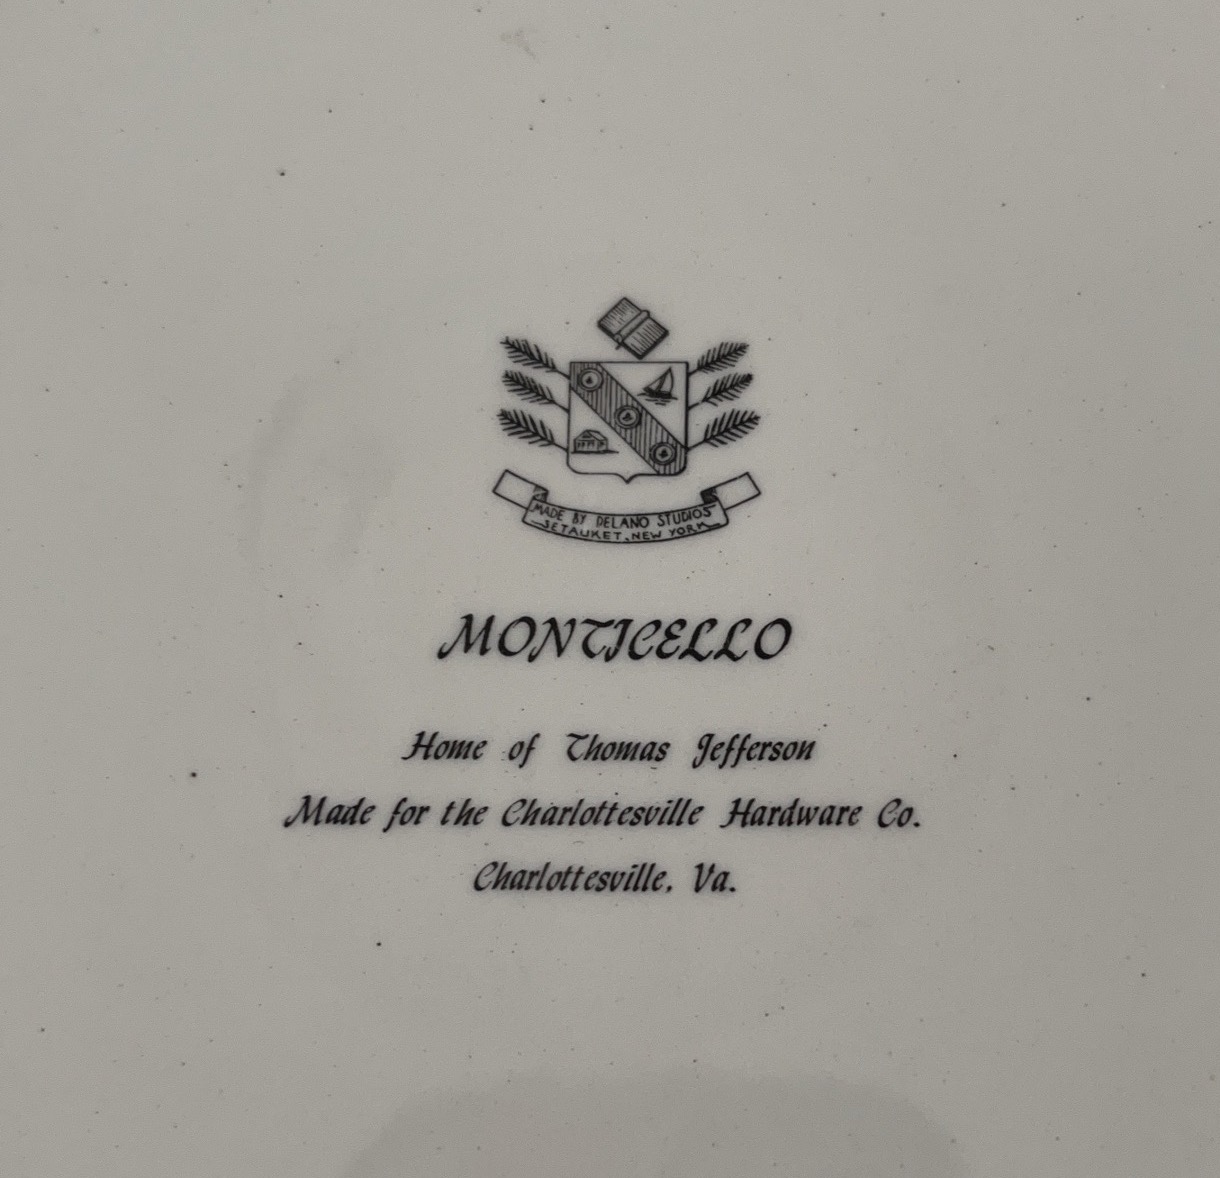 MADE BY DELANO STUDIOS
SETAUKET, NEW YORK
MONTICELLO
Home of Thomas Jefferson
Made for the Charlottesville Hardware Co.
Charlottesville, Va.